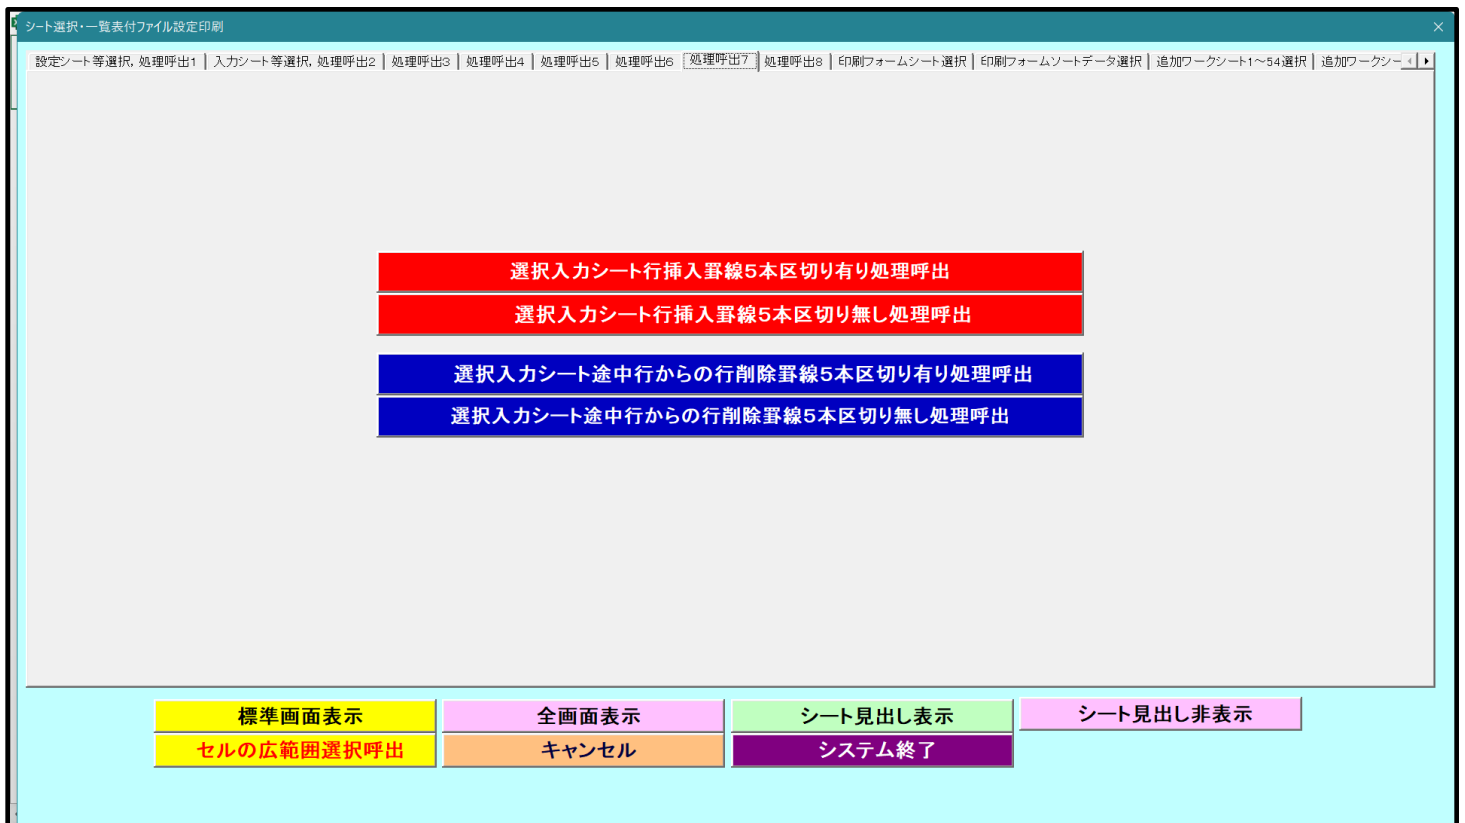 シート選択・一覧表付ファイル設定印刷
設定シート等選択, 処理呼出1 入力シート等選択, 処理呼出2 処理呼出3 処理呼出4 処理呼出5 処理呼出6 処理呼出7 処理呼出8 印刷フォームシート選択 印刷フォームソートデータ選択 追加ワークシート1～54選択 追加ワークシー
選択入力シート行挿入罫線5本区切り有り処理呼出
選択入力シート行挿入罫線5本区切り無し処理呼出
選択入力シート途中行からの行削除罫線5本区切り有り処理呼出
選択入力シート途中行からの行削除罫線5本区切り無し処理呼出
標準画面表示 全画面表示 シート見出し表示 シート見出し非表示
セルの広範囲選択呼出 キャンセル システム終了